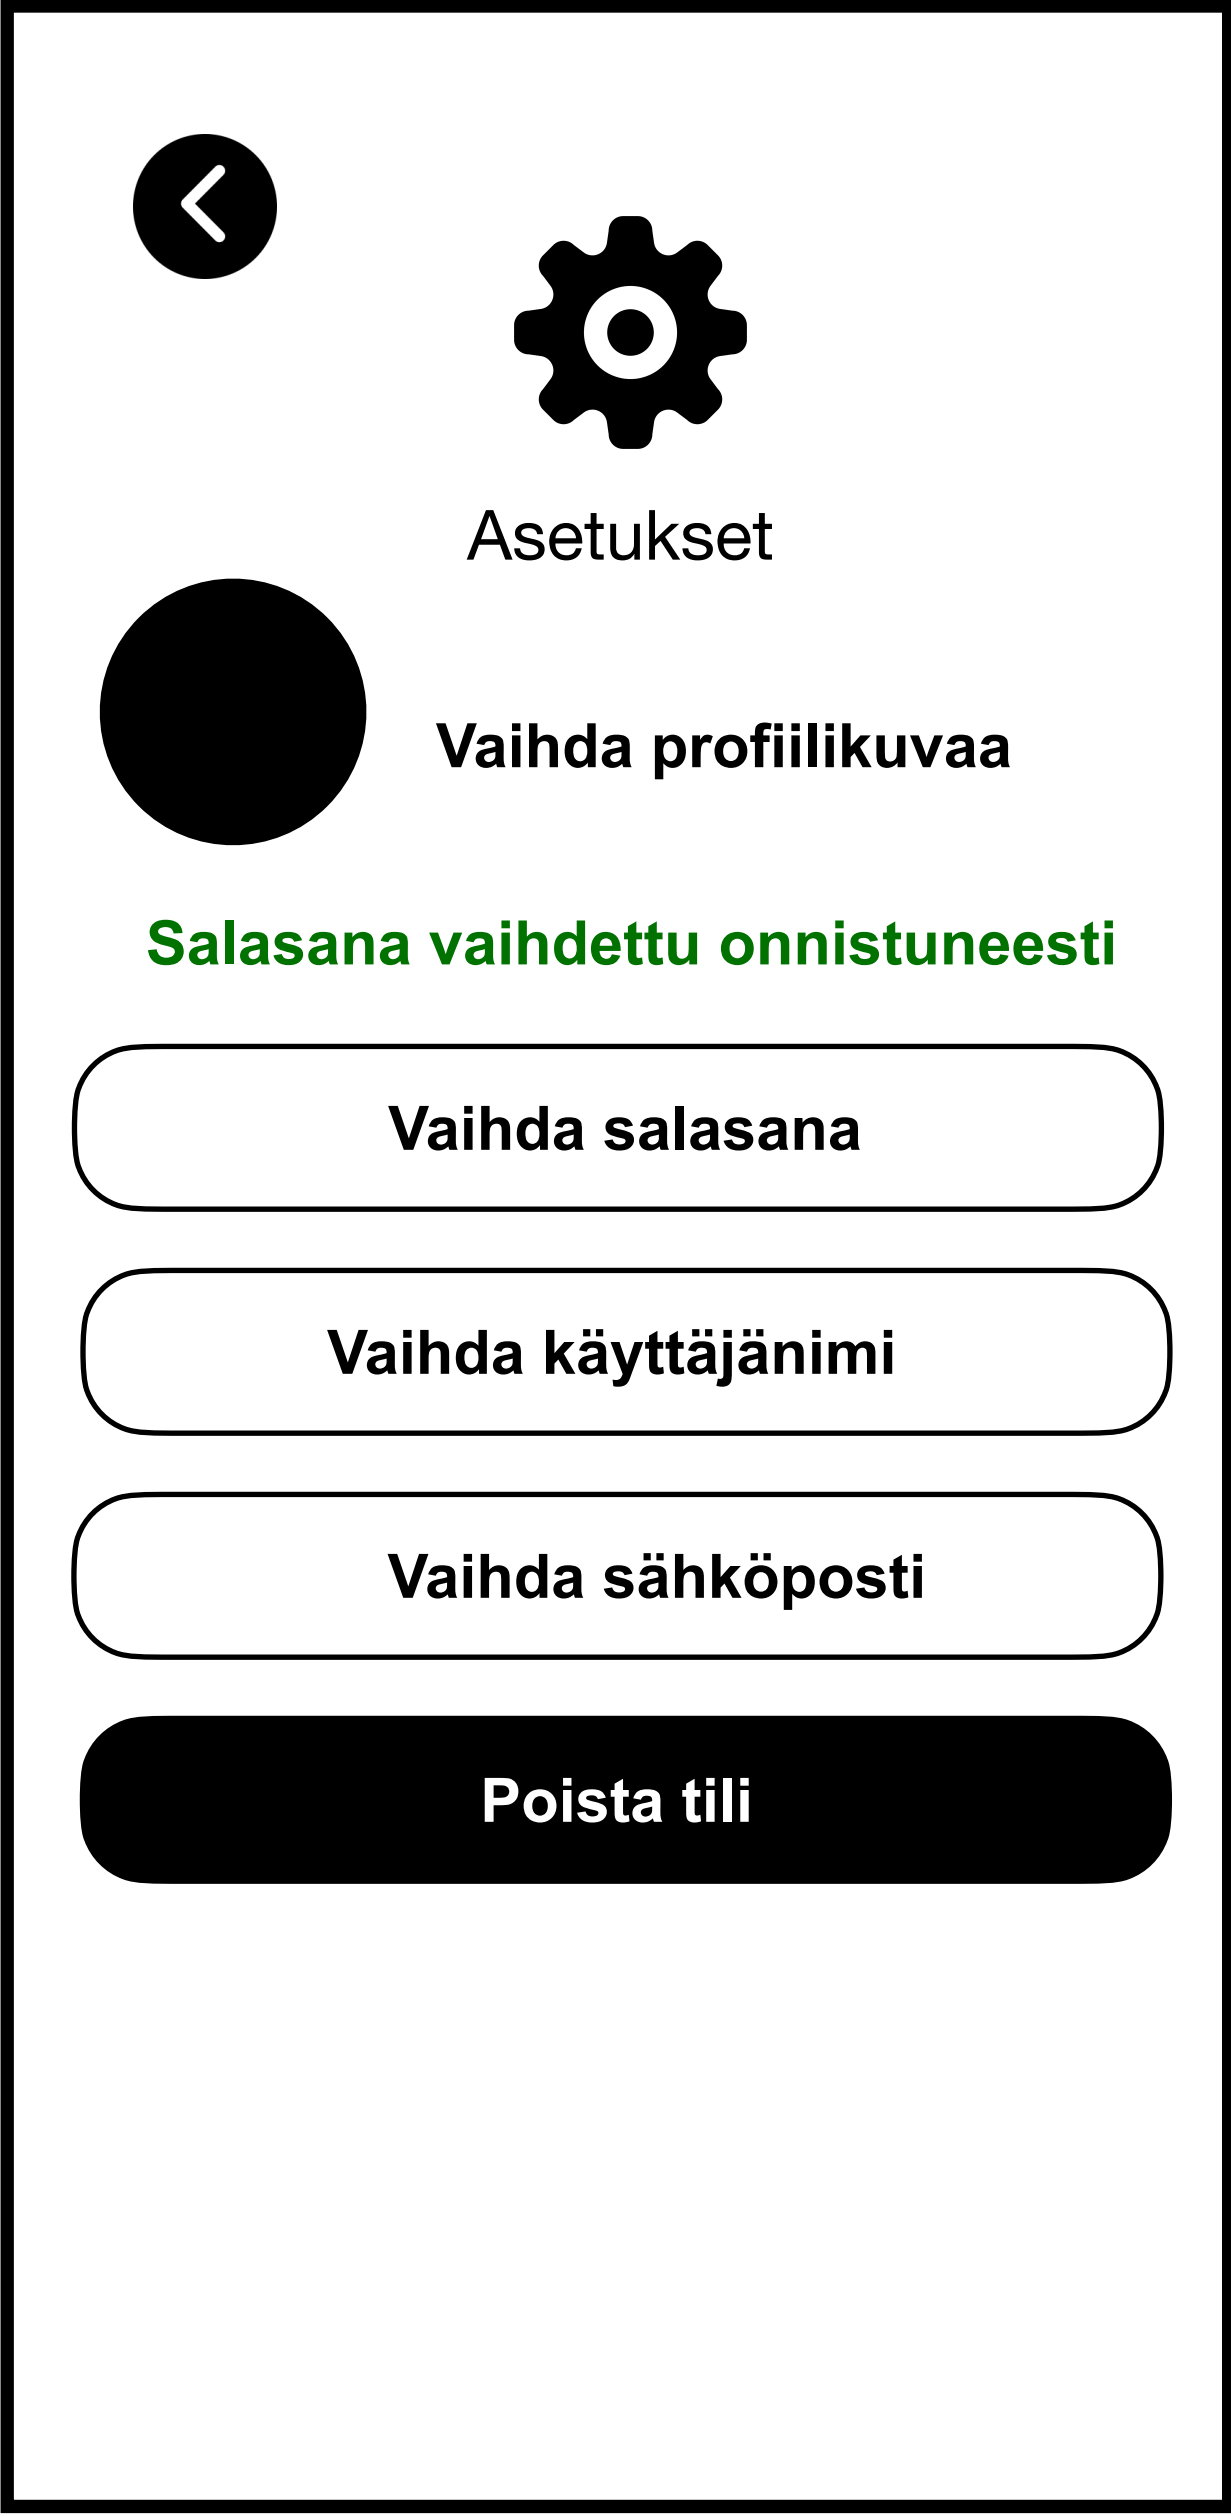 Asetukset
Vaihda profiilikuvaa
Salasana vaihdettu onnistuneesti
Vaihda salasana
Vaihda käyttäjänimi
Vaihda sähköposti
Poista tili